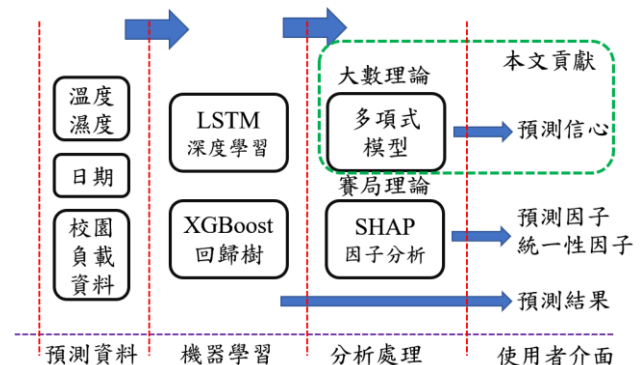 溫度
濕度
日期
校園
負載
資料
LSTM
深度學習
XGBoost
回歸樹
大數理論
多項式
模型
賽局理論
SHAP
因子分析
本文貢獻
預測信心
預測因子
統一性因子
預測結果
預測資料
機器學習
分析處理
使用者介面